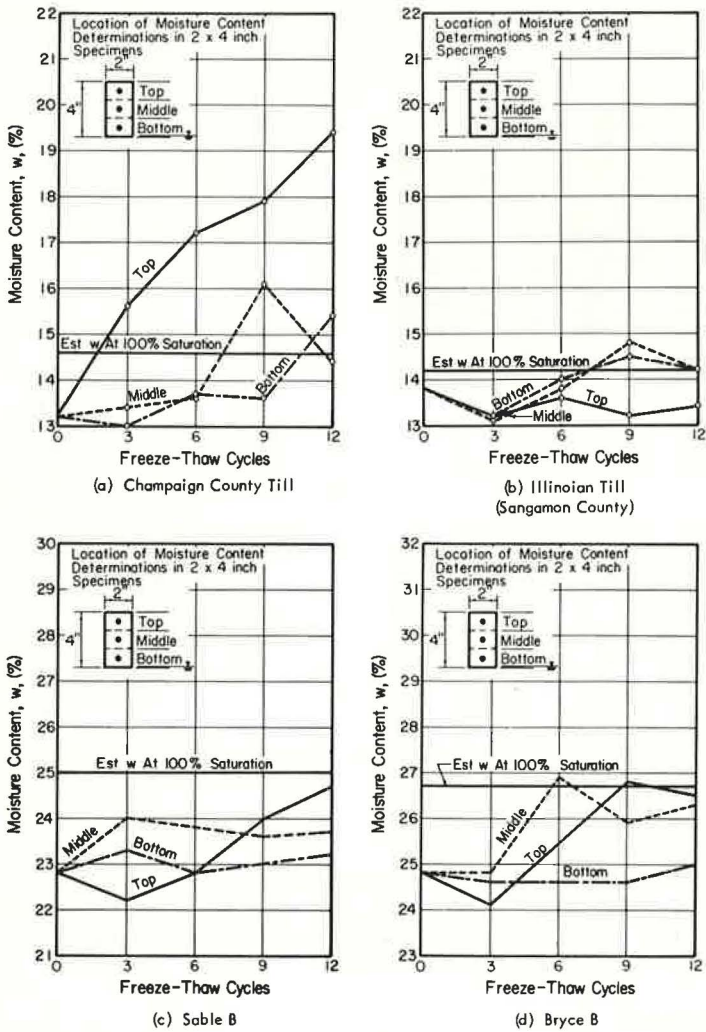 Location of Moisture Content
Determinations in 2 x 4 inch
Specimens
2"
4"
Top
Middle
Bottom
22
21
20
19
18
17
16
15
14
13
Moisture Content, w, (%)
Top
Est w At 100% Saturation
Middle
Bottom
0 3 6 9 12
Freeze-Thaw Cycles
(a) Champaign County Till
Location of Moisture Content
Determinations in 2 x 4 inch
Specimens
2"
4"
Top
Middle
Bottom
22
21
20
19
18
17
16
15
14
13
Moisture Content, w, (%)
Est w At 100% Saturation
Bottom
Middle
Top
0 3 6 9 12
Freeze-Thaw Cycles
(b) Illinoian Till
(Sangamon County)
Location of Moisture Content
Determinations in 2 x 4 inch
Specimens
2"
4"
Top
Middle
Bottom
30
29
28
27
26
25
24
23
22
21
Moisture Content, w, (%)
Est w At 100% Saturation
Middle
Bottom
Top
0 3 6 9 12
Freeze-Thaw Cycles
(c) Sable B
Location of Moisture Content
Determinations in 2 x 4 inch
Specimens
2"
4"
Top
Middle
Bottom
32
31
30
29
28
27
26
25
24
23
Moisture Content, w, (%)
Est w At 100% Saturation
Middle
Top
Bottom
0 3 6 9 12
Freeze-Thaw Cycles
(d) Bryce B